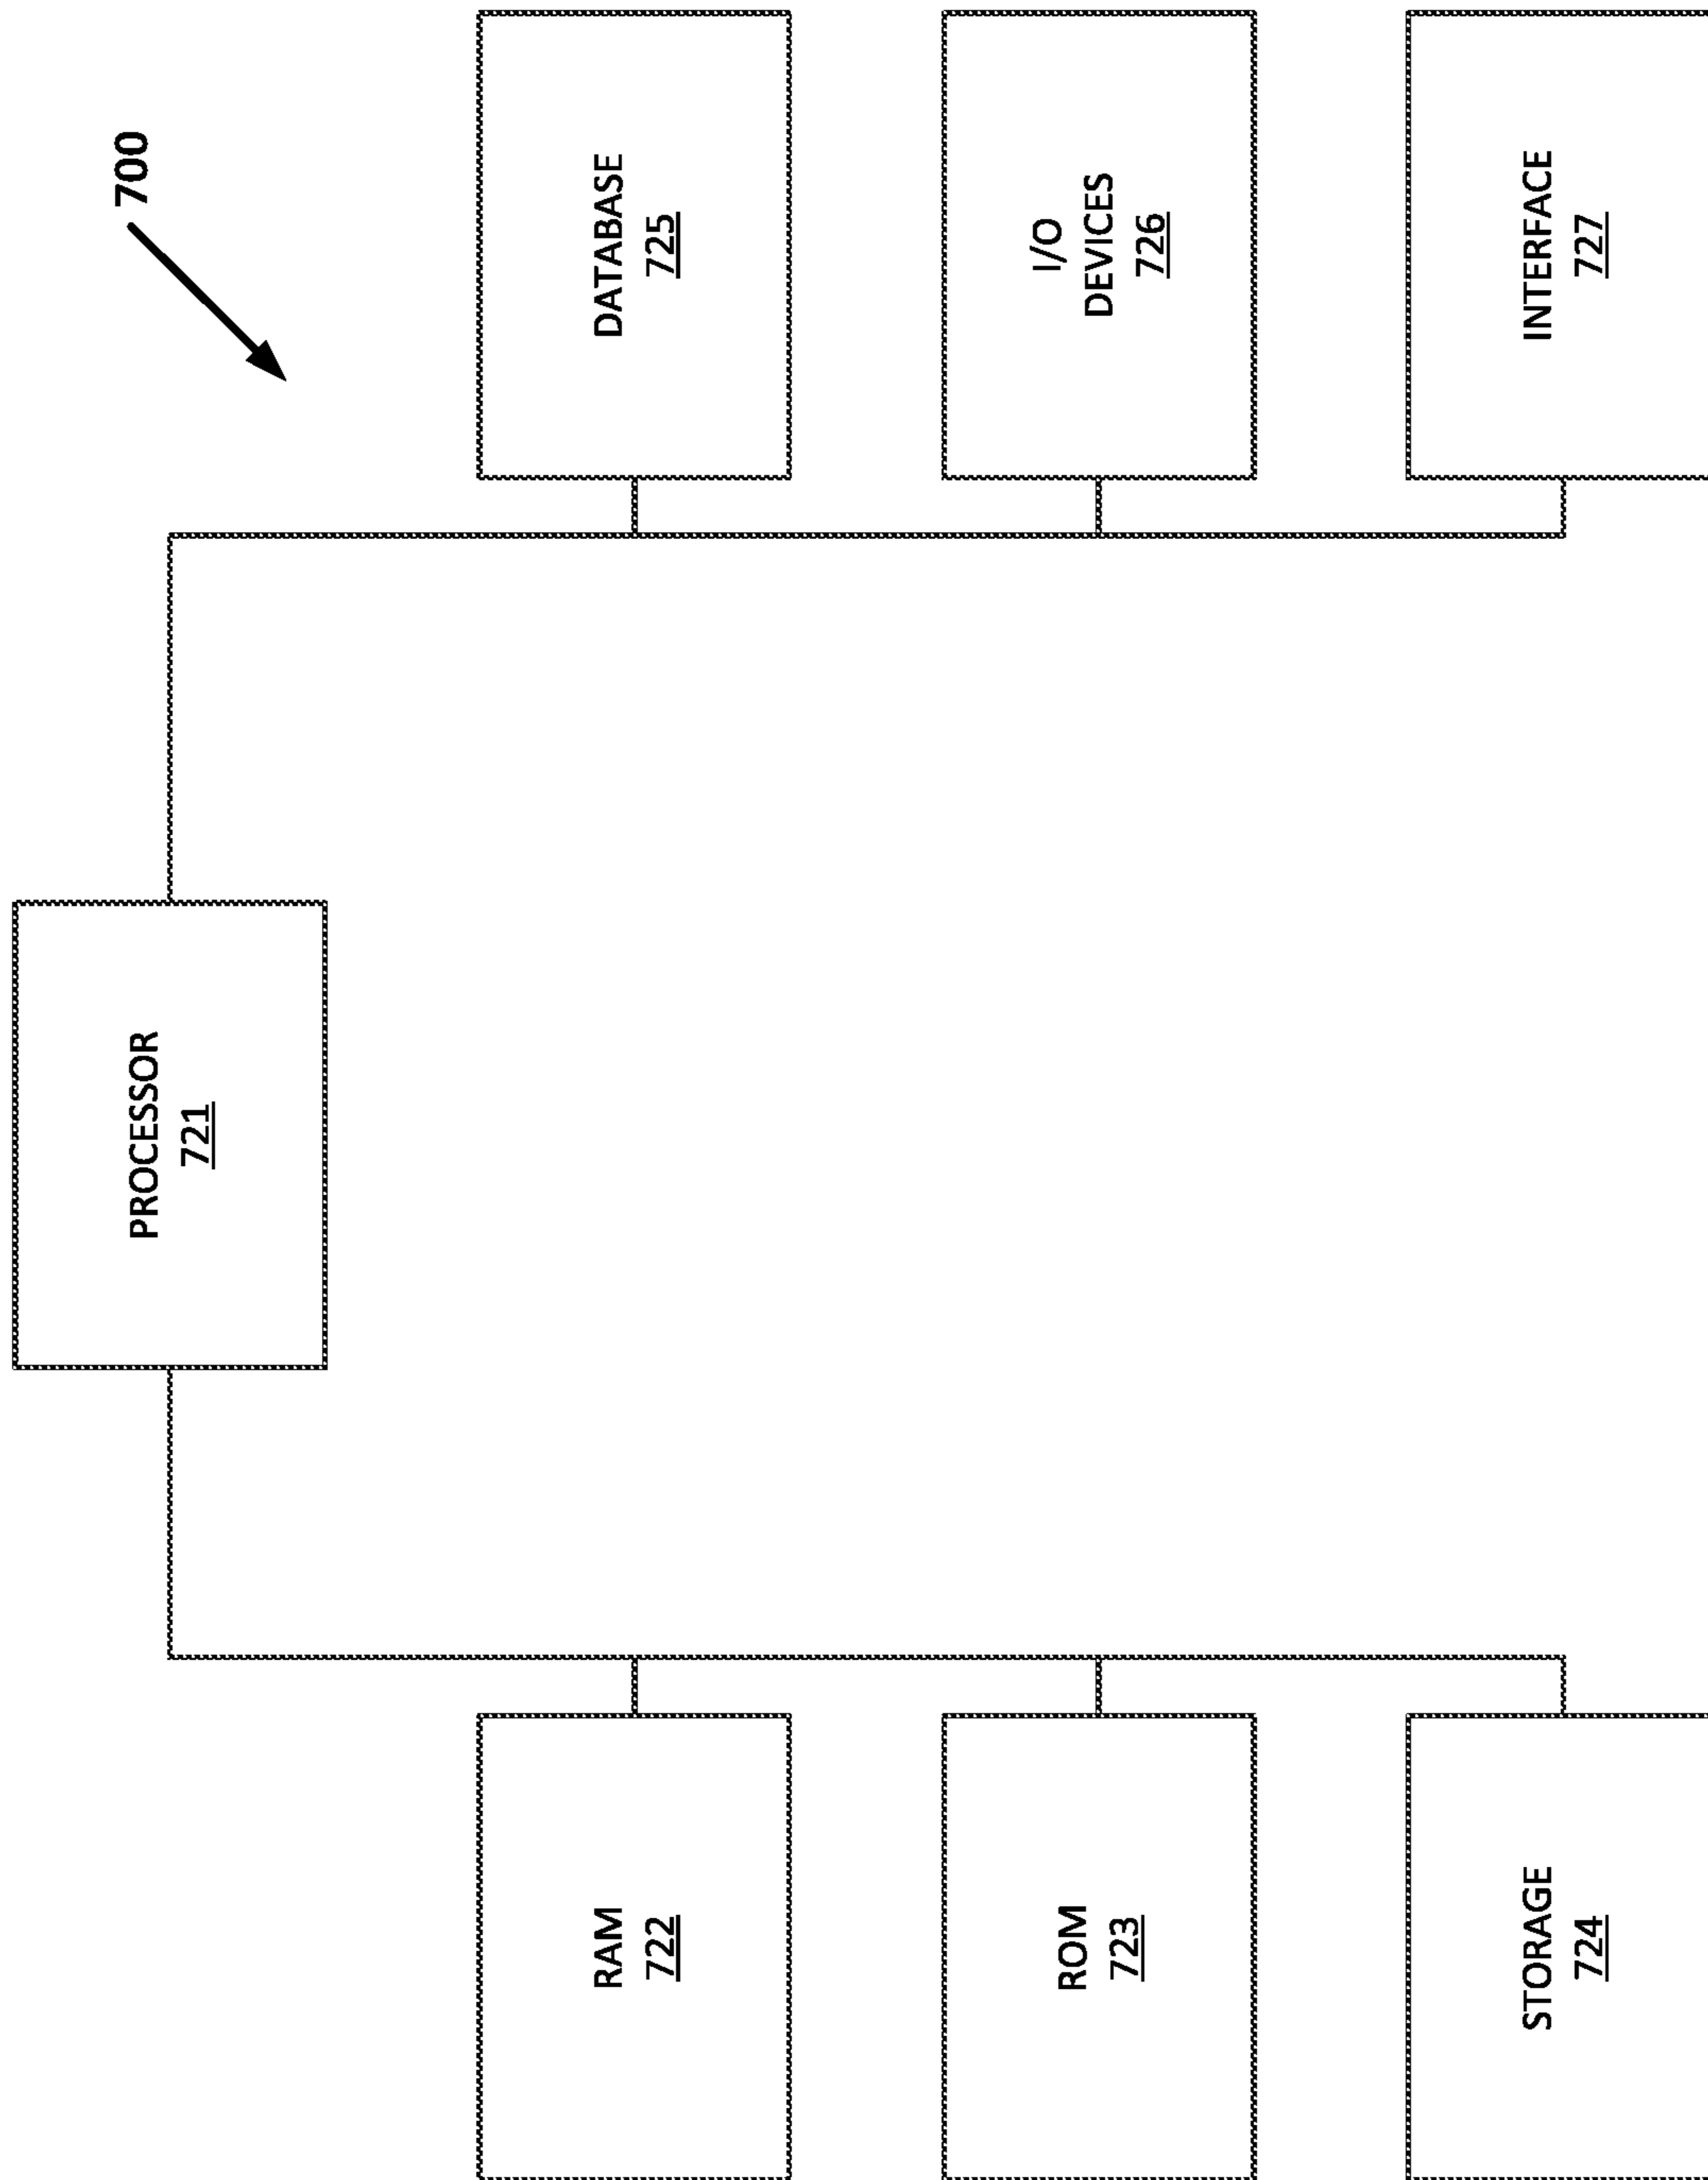 700
PROCESSOR
721
RAM
722
DATABASE
725
ROM
723
I/O
DEVICES
726
STORAGE
724
INTERFACE
727